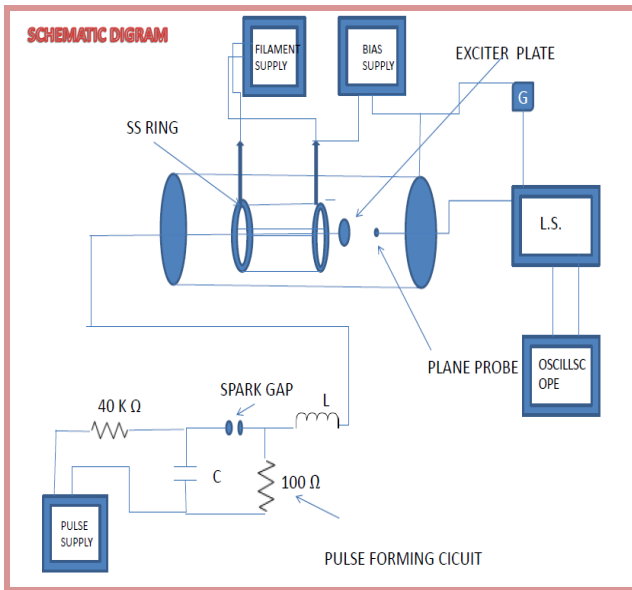 SCHEMATIC DIGRAM
FILAMENT
SUPPLY
BIAS
SUPPLY
EXCITER PLATE
G
SS RING
L.S.
PLANE PROBE
OSCILLSC
OPE
SPARK GAP
L
40 K Ω
C
100 Ω
PULSE
SUPPLY
PULSE FORMING CICUIT